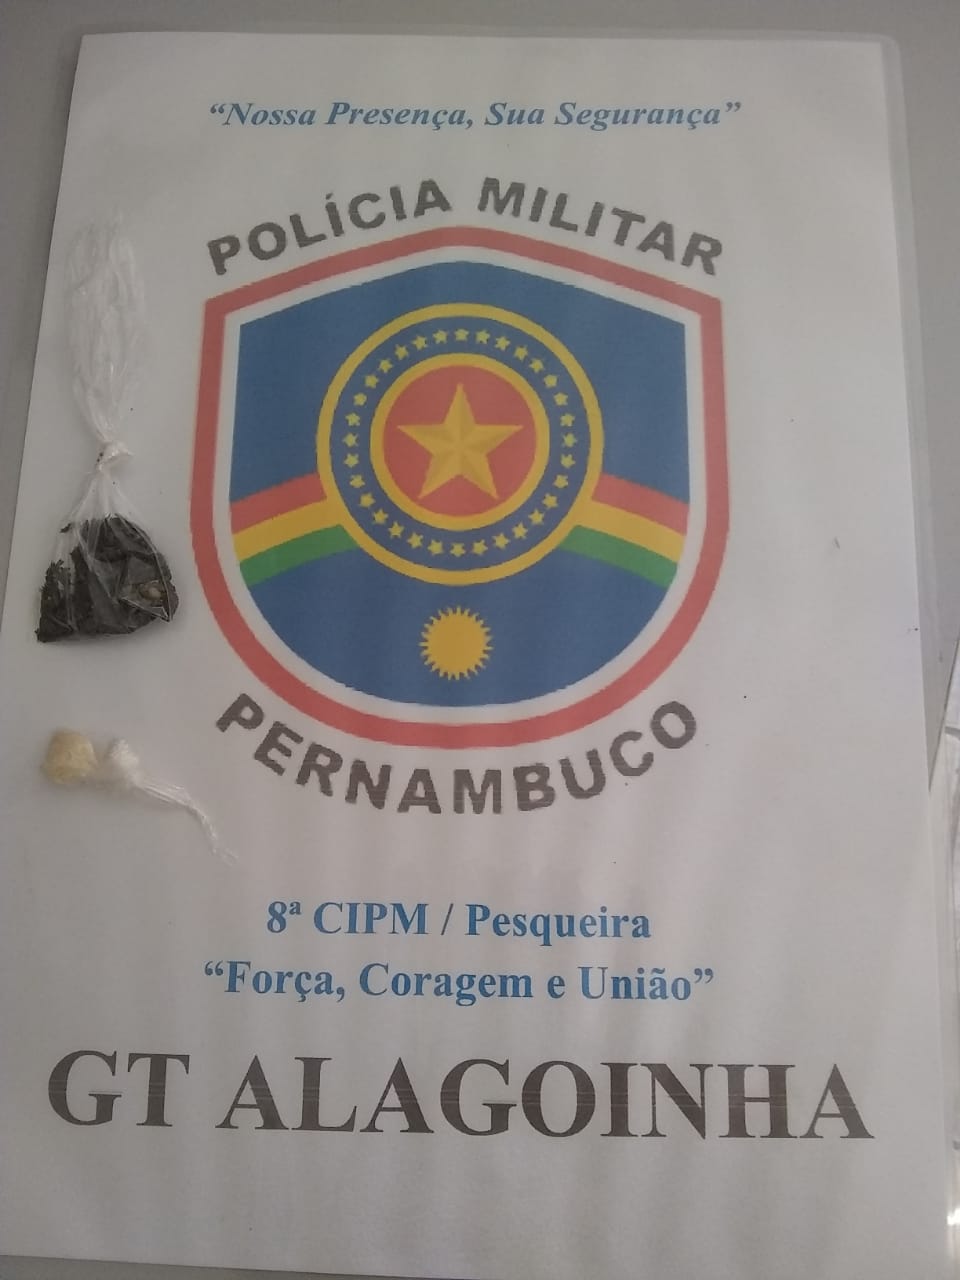 “Nossa Presença, Sua Segurança”
POLÍCIA MILITAR
PERNAMBUCO
8ª CIPM / Pesqueira
“Força, Coragem e União”
GT ALAGOINHA